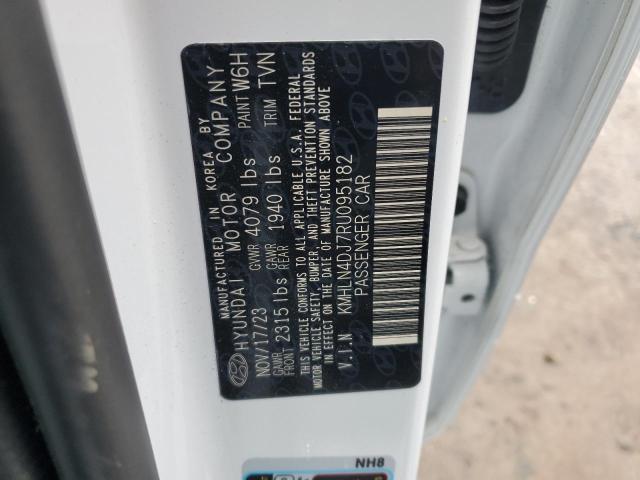 MANUFACTURED IN KOREA BY
HYUNDAI MOTOR COMPANY
NOV/17/23 GVWR 4079 lbs PAINT W6H
GAWR FRONT 2315 lbs GAWR REAR 1940 lbs TRIM TVN
THIS VEHICLE CONFORMS TO ALL APPLICABLE U.S.A. FEDERAL
MOTOR VEHICLE SAFETY, BUMPER, AND THEFT PREVENTION STANDARDS
IN EFFECT ON THE DATE OF MANUFACTURE SHOWN ABOVE
V.I.N KMHLN4DJ7RU095182
PASSENGER CAR
NH8